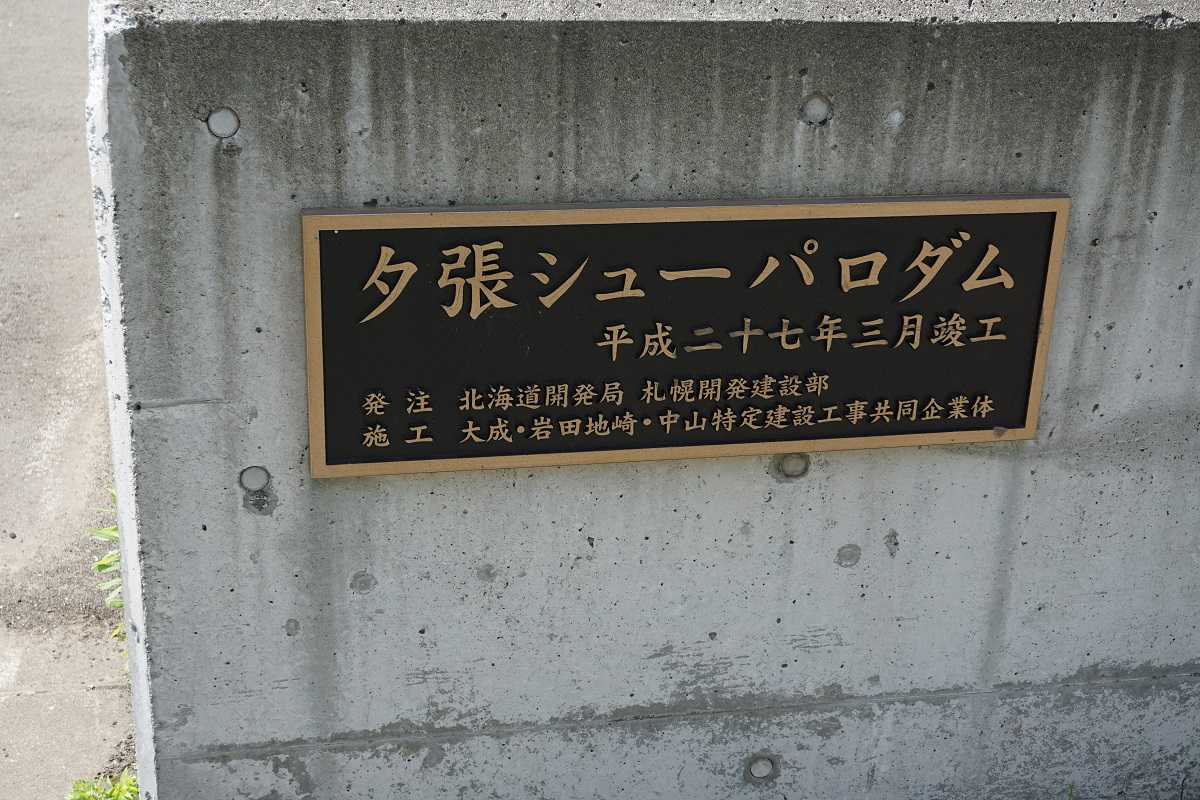 夕張シューパロダム
平成二十七年三月竣工
発注 北海道開発局 札幌開発建設部
施工 大成・岩田地崎・中山特定建設工事共同企業体